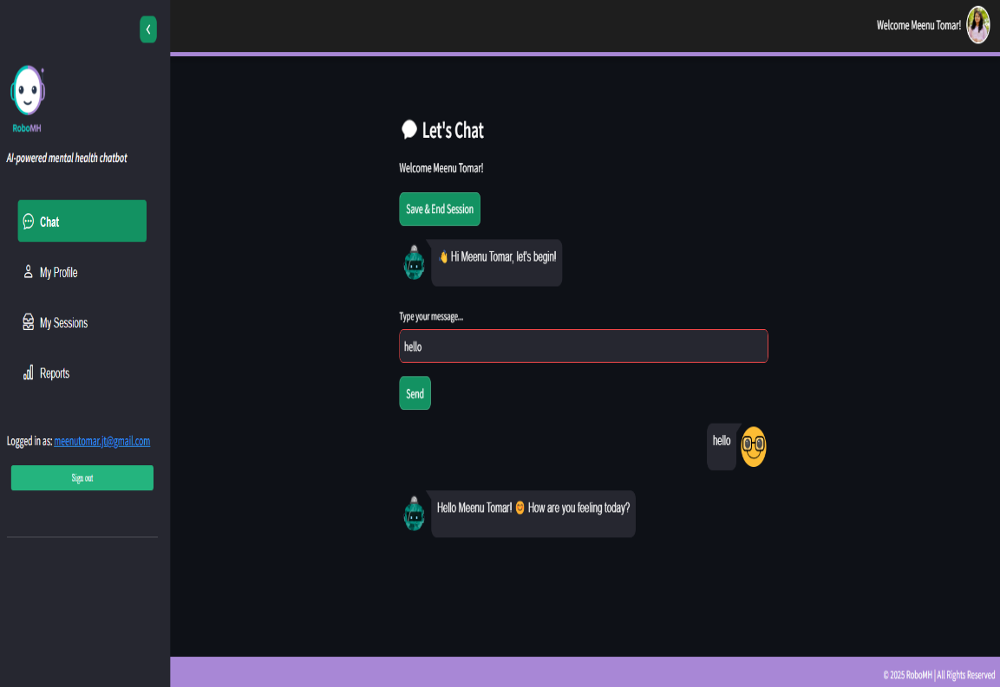 Welcome Meenu Tomar!
RoboMH
AI-powered mental health chatbot
Chat
My Profile
My Sessions
Reports
Logged in as: meenutomar.jt@gmail.com
Sign out
Let's Chat
Welcome Meenu Tomar!
Save & End Session
👋 Hi Meenu Tomar, let's begin!
Type your message...
hello
Send
hello
Hello Meenu Tomar! 😊 How are you feeling today?
© 2025 RoboMH | All Rights Reserved